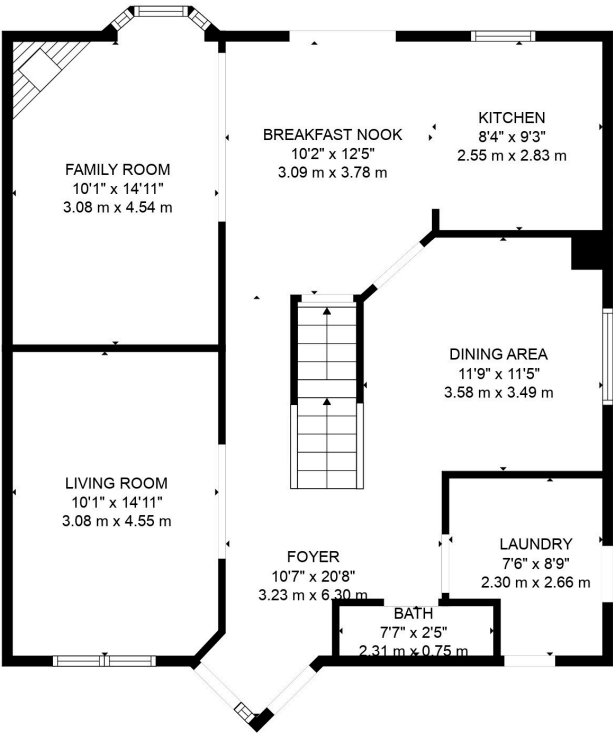 FAMILY ROOM
10'1" x 14'11"
3.08 m x 4.54 m
BREAKFAST NOOK
10'2" x 12'5"
3.09 m x 3.78 m
KITCHEN
8'4" x 9'3"
2.55 m x 2.83 m
DINING AREA
11'9" x 11'5"
3.58 m x 3.49 m
LIVING ROOM
10'1" x 14'11"
3.08 m x 4.55 m
FOYER
10'7" x 20'8"
3.23 m x 6.30 m
LAUNDRY
7'6" x 8'9"
2.30 m x 2.66 m
BATH
7'7" x 2'5"
2.31 m x 0.75 m